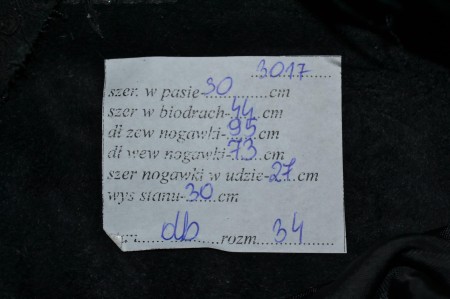 ...3017...........
szer. w pasie-30............cm
szer w biodrach-44...cm
dł zew nogawki-95....cm
dł wew nogawki-73...cm
szer nogawki w udzie-27..cm
wys stanu-30..cm
db rozm....34.......